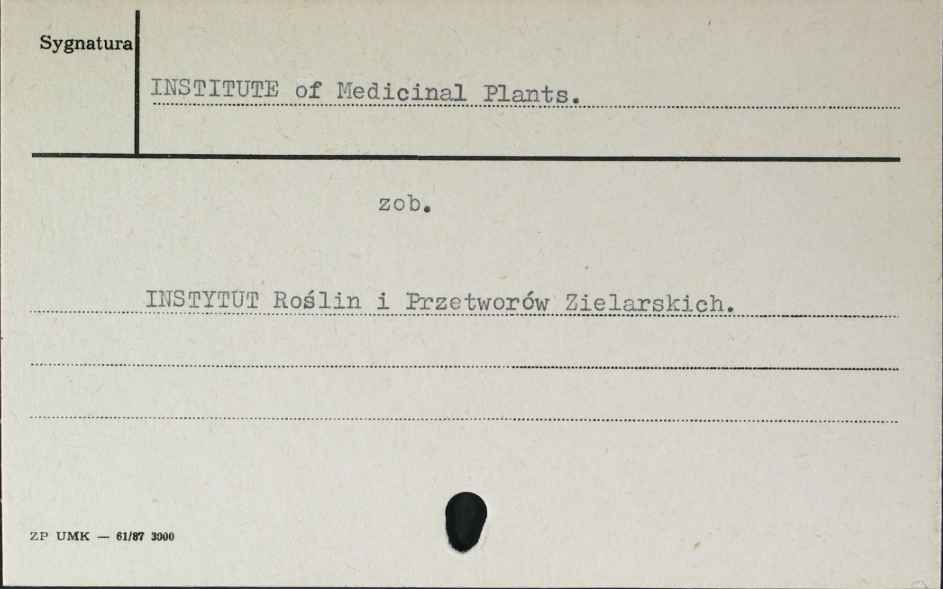 Sygnatura
INSTITUTE of Medicinal Plants.
zob.
INSTYTUT Roślin i Przetworów Zielarskich.
ZP UMK — 61/87 3000